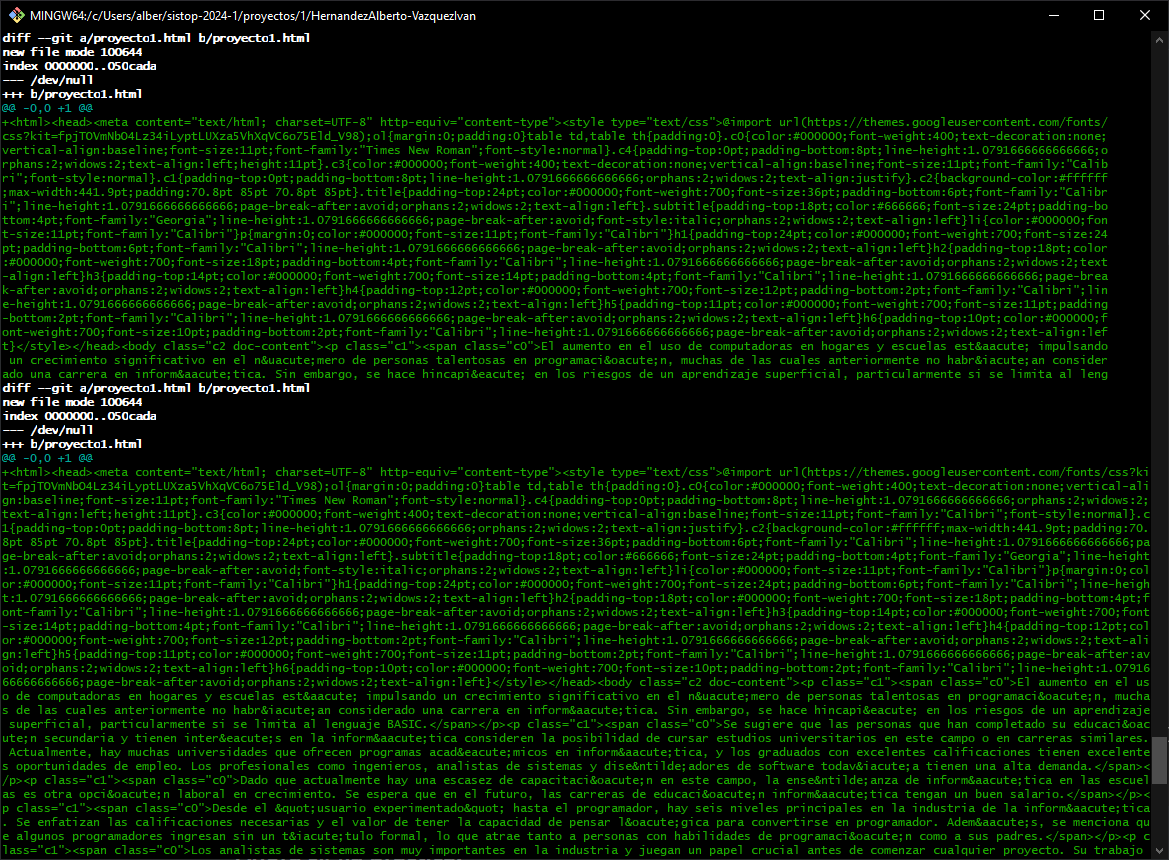 MINGW64:/c/Users/alber/sistop-2024-1/proyectos/1/HernandezAlberto-VazquezIvan
diff --git a/proyecto1.html b/proyecto1.html
new file mode 100644
index 0000000..050cada
--- /dev/null
+++ b/proyecto1.html
@@ -0,0 +1 @@
+<html><head><meta content="text/html; charset=UTF-8" http-equiv="content-type"><style type="text/css">@import url(https://themes.googleusercontent.com/fonts/
css?kit=fpjTOVmNbO4Lz34iLyptLUXza5VhXqVC6o75Eld_V98);ol{margin:0;padding:0}table td,table th{padding:0}.c0{color:#000000;font-weight:400;text-decoration:none;
vertical-align:baseline;font-size:11pt;font-family:"Times New Roman";font-style:normal}.c4{padding-top:0pt;padding-bottom:8pt;line-height:1.0791666666666666;o
rphans:2;widows:2;text-align:left;height:11pt}.c3{color:#000000;font-weight:400;text-decoration:none;vertical-align:baseline;font-size:11pt;font-family:"Calib
ri";font-style:normal}.c1{padding-top:0pt;padding-bottom:8pt;line-height:1.0791666666666666;orphans:2;widows:2;text-align:justify}.c2{background-color:#ffffff
;max-width:441.9pt;padding:70.8pt 85pt 70.8pt 85pt}.title{padding-top:24pt;color:#000000;font-weight:700;font-size:36pt;padding-bottom:6pt;font-family:"Calibr
i";line-height:1.0791666666666666;page-break-after:avoid;orphans:2;widows:2;text-align:left}.subtitle{padding-top:18pt;color:#666666;font-size:24pt;padding-bo
ttom:4pt;font-family:"Georgia";line-height:1.0791666666666666;page-break-after:avoid;font-style:italic;orphans:2;widows:2;text-align:left}li{color:#000000;fon
t-size:11pt;font-family:"Calibri"}p{margin:0;color:#000000;font-size:11pt;font-family:"Calibri"}h1{padding-top:24pt;color:#000000;font-weight:700;font-size:24
pt;padding-bottom:6pt;font-family:"Calibri";line-height:1.0791666666666666;page-break-after:avoid;orphans:2;widows:2;text-align:left}h2{padding-top:18pt;color
:#000000;font-weight:700;font-size:18pt;padding-bottom:4pt;font-family:"Calibri";line-height:1.0791666666666666;page-break-after:avoid;orphans:2;widows:2;text
-align:left}h3{padding-top:14pt;color:#000000;font-weight:700;font-size:14pt;padding-bottom:4pt;font-family:"Calibri";line-height:1.0791666666666666;page-brea
k-after:avoid;orphans:2;widows:2;text-align:left}h4{padding-top:12pt;color:#000000;font-weight:700;font-size:12pt;padding-bottom:2pt;font-family:"Calibri";lin
e-height:1.0791666666666666;page-break-after:avoid;orphans:2;widows:2;text-align:left}h5{padding-top:11pt;color:#000000;font-weight:700;font-size:11pt;padding
-bottom:2pt;font-family:"Calibri";line-height:1.0791666666666666;page-break-after:avoid;orphans:2;widows:2;text-align:left}h6{padding-top:10pt;color:#000000;f
ont-weight:700;font-size:10pt;padding-bottom:2pt;font-family:"Calibri";line-height:1.0791666666666666;page-break-after:avoid;orphans:2;widows:2;text-align:lef
t}</style></head><body class="c2 doc-content"><p class="c1"><span class="c0">El aumento en el uso de computadoras en hogares y escuelas est&aacute; impulsando
 un crecimiento significativo en el n&uacute;mero de personas talentosas en programaci&oacute;n, muchas de las cuales anteriormente no habr&iacute;an consider
ado una carrera en inform&aacute;tica. Sin embargo, se hace hincapi&eacute; en los riesgos de un aprendizaje superficial, particularmente si se limita al leng
diff --git a/proyecto1.html b/proyecto1.html
new file mode 100644
index 0000000..050cada
--- /dev/null
+++ b/proyecto1.html
@@ -0,0 +1 @@
+<html><head><meta content="text/html; charset=UTF-8" http-equiv="content-type"><style type="text/css">@import url(https://themes.googleusercontent.com/fonts/css?ki
t=fpjTOVmNbO4Lz34iLyptLUXza5VhXqVC6o75Eld_V98);ol{margin:0;padding:0}table td,table th{padding:0}.c0{color:#000000;font-weight:400;text-decoration:none;vertical-ali
gn:baseline;font-size:11pt;font-family:"Times New Roman";font-style:normal}.c4{padding-top:0pt;padding-bottom:8pt;line-height:1.0791666666666666;orphans:2;widows:2;
text-align:left;height:11pt}.c3{color:#000000;font-weight:400;text-decoration:none;vertical-align:baseline;font-size:11pt;font-family:"Calibri";font-style:normal}.c
1{padding-top:0pt;padding-bottom:8pt;line-height:1.0791666666666666;orphans:2;widows:2;text-align:justify}.c2{background-color:#ffffff;max-width:441.9pt;padding:70.
8pt 85pt 70.8pt 85pt}.title{padding-top:24pt;color:#000000;font-weight:700;font-size:36pt;padding-bottom:6pt;font-family:"Calibri";line-height:1.0791666666666666;pa
ge-break-after:avoid;orphans:2;widows:2;text-align:left}.subtitle{padding-top:18pt;color:#666666;font-size:24pt;padding-bottom:4pt;font-family:"Georgia";line-height
:1.0791666666666666;page-break-after:avoid;font-style:italic;orphans:2;widows:2;text-align:left}li{color:#000000;font-size:11pt;font-family:"Calibri"}p{margin:0;col
or:#000000;font-size:11pt;font-family:"Calibri"}h1{padding-top:24pt;color:#000000;font-weight:700;font-size:24pt;padding-bottom:6pt;font-family:"Calibri";line-heigh
t:1.0791666666666666;page-break-after:avoid;orphans:2;widows:2;text-align:left}h2{padding-top:18pt;color:#000000;font-weight:700;font-size:18pt;padding-bottom:4pt;f
ont-family:"Calibri";line-height:1.0791666666666666;page-break-after:avoid;orphans:2;widows:2;text-align:left}h3{padding-top:14pt;color:#000000;font-weight:700;font
-size:14pt;padding-bottom:4pt;font-family:"Calibri";line-height:1.0791666666666666;page-break-after:avoid;orphans:2;widows:2;text-align:left}h4{padding-top:12pt;col
or:#000000;font-weight:700;font-size:12pt;padding-bottom:2pt;font-family:"Calibri";line-height:1.0791666666666666;page-break-after:avoid;orphans:2;widows:2;text-ali
gn:left}h5{padding-top:11pt;color:#000000;font-weight:700;font-size:11pt;padding-bottom:2pt;font-family:"Calibri";line-height:1.0791666666666666;page-break-after:av
oid;orphans:2;widows:2;text-align:left}h6{padding-top:10pt;color:#000000;font-weight:700;font-size:10pt;padding-bottom:2pt;font-family:"Calibri";line-height:1.07916
66666666666;page-break-after:avoid;orphans:2;widows:2;text-align:left}</style></head><body class="c2 doc-content"><p class="c1"><span class="c0">El aumento en el us
o de computadoras en hogares y escuelas est&aacute; impulsando un crecimiento significativo en el n&uacute;mero de personas talentosas en programaci&oacute;n, mucha
s de las cuales anteriormente no habr&iacute;an considerado una carrera en inform&aacute;tica. Sin embargo, se hace hincapi&eacute; en los riesgos de un aprendizaje
 superficial, particularmente si se limita al lenguaje BASIC.</span></p><p class="c1"><span class="c0">Se sugiere que las personas que han completado su educaci&oac
ute;n secundaria y tienen inter&eacute;s en la inform&aacute;tica consideren la posibilidad de cursar estudios universitarios en este campo o en carreras similares.
 Actualmente, hay muchas universidades que ofrecen programas acad&eacute;micos en inform&aacute;tica, y los graduados con excelentes calificaciones tienen excelente
s oportunidades de empleo. Los profesionales como ingenieros, analistas de sistemas y dise&ntilde;adores de software todav&iacute;a tienen una alta demanda.</span><
/p><p class="c1"><span class="c0">Dado que actualmente hay una escasez de capacitaci&oacute;n en este campo, la ense&ntilde;anza de inform&aacute;tica en las escuel
as es otra opci&oacute;n laboral en crecimiento. Se espera que en el futuro, las carreras de educaci&oacute;n inform&aacute;tica tengan un buen salario.</span></p><
p class="c1"><span class="c0">Desde el &quot;usuario experimentado&quot; hasta el programador, hay seis niveles principales en la industria de la inform&aacute;tica
. Se enfatizan las calificaciones necesarias y el valor de tener la capacidad de pensar l&oacute;gica para convertirse en programador. Adem&aacute;s, se menciona qu
e algunos programadores ingresan sin un t&iacute;tulo formal, lo que atrae tanto a personas con habilidades de programaci&oacute;n como a sus padres.</span></p><p c
lass="c1"><span class="c0">Los analistas de sistemas son muy importantes en la industria y juegan un papel crucial antes de comenzar cualquier proyecto. Su trabajo